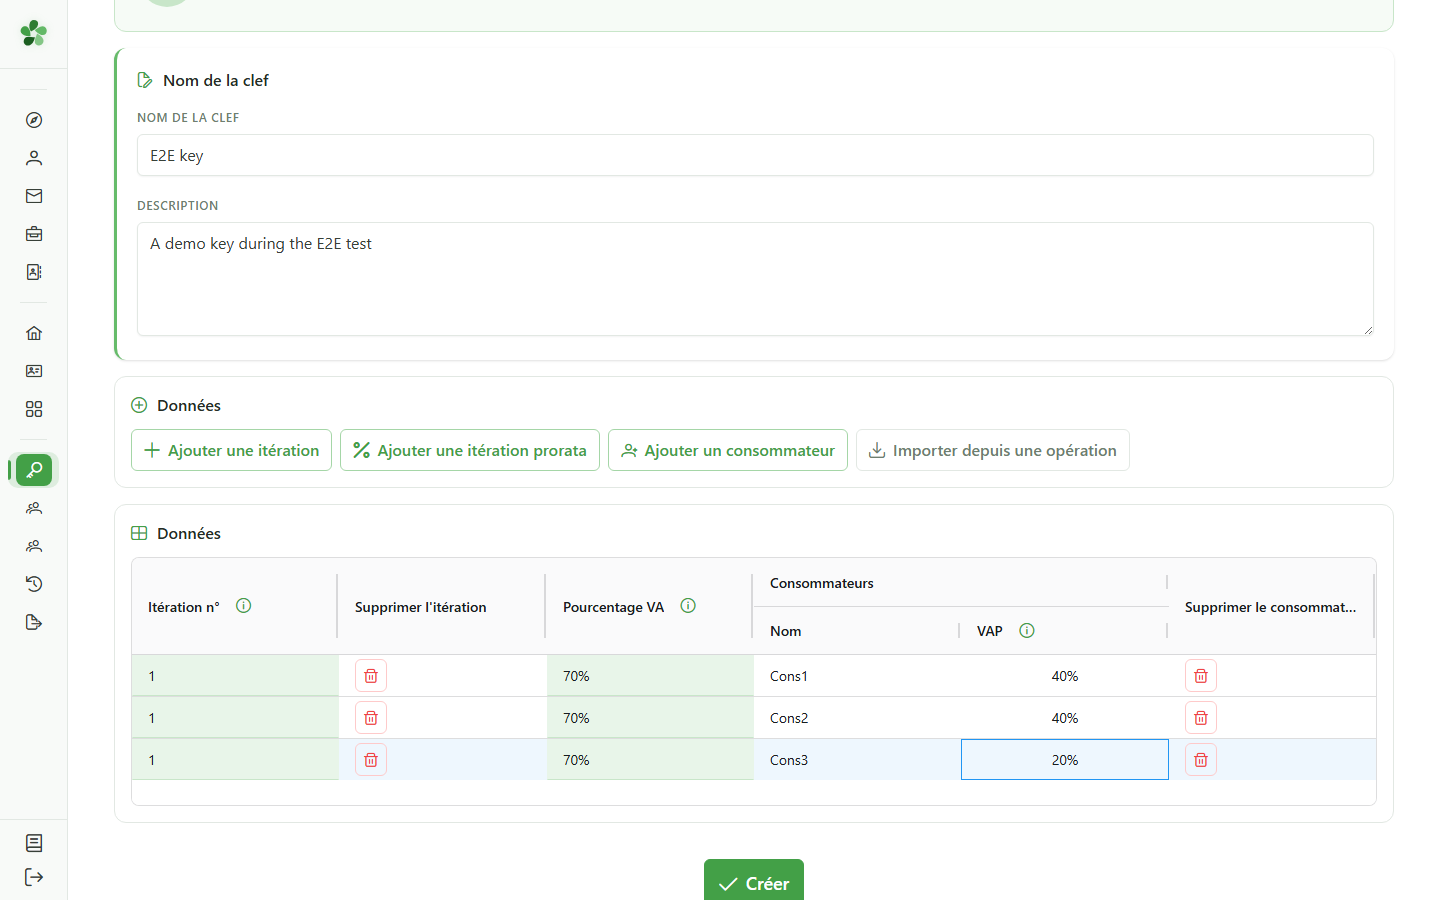 Nom de la clef
NOM DE LA CLEF
E2E key
DESCRIPTION
A demo key during the E2E test
Données
Ajouter une itération
Ajouter une itération prorata
Ajouter un consommateur
Importer depuis une opération
Données
Itération n°
Supprimer l'itération
Pourcentage VA
Consommateurs
Nom
VAP
Supprimer le consommat...
1 70% Cons1 40%
1 70% Cons2 40%
1 70% Cons3 20%
Créer